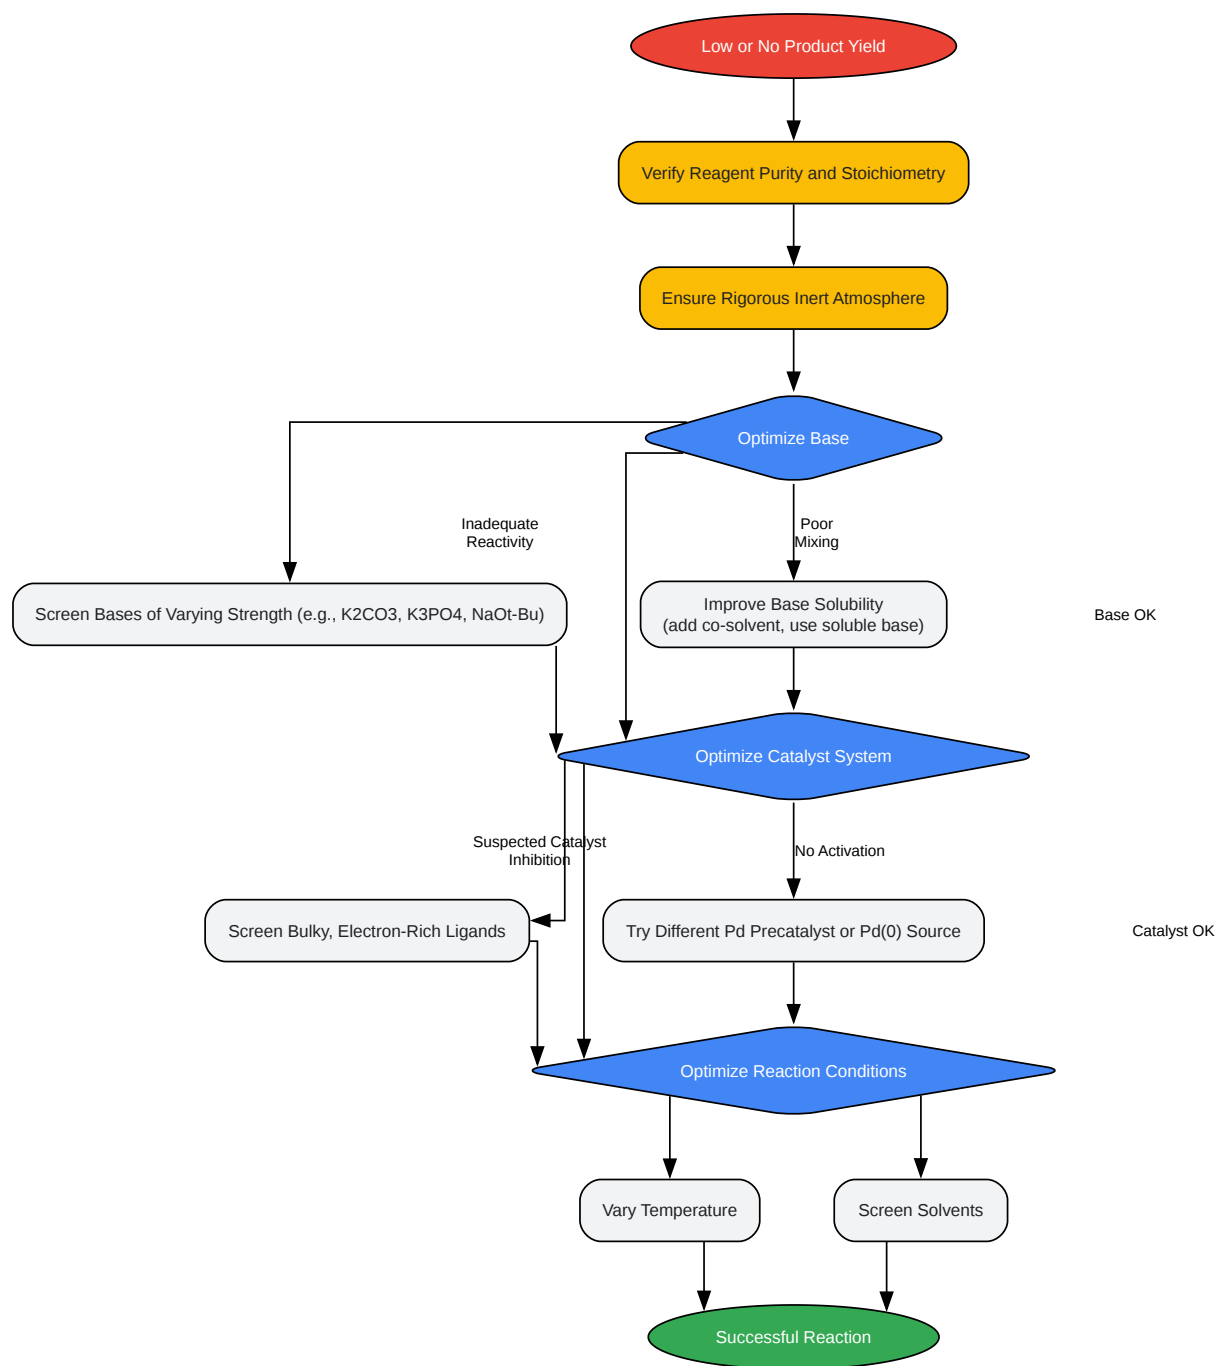 Low or No Product Yield
Verify Reagent Purity and Stoichiometry
Ensure Rigorous Inert Atmosphere
Optimize Base
Inadequate
Reactivity
Poor
Mixing
Screen Bases of Varying Strength (e.g., K2CO3, K3PO4, NaOt-Bu)
Improve Base Solubility
(add co-solvent, use soluble base)
Base OK
Optimize Catalyst System
Suspected Catalyst
Inhibition
No Activation
Screen Bulky, Electron-Rich Ligands
Try Different Pd Precatalyst or Pd(0) Source
Catalyst OK
Optimize Reaction Conditions
Vary Temperature
Screen Solvents
Successful Reaction